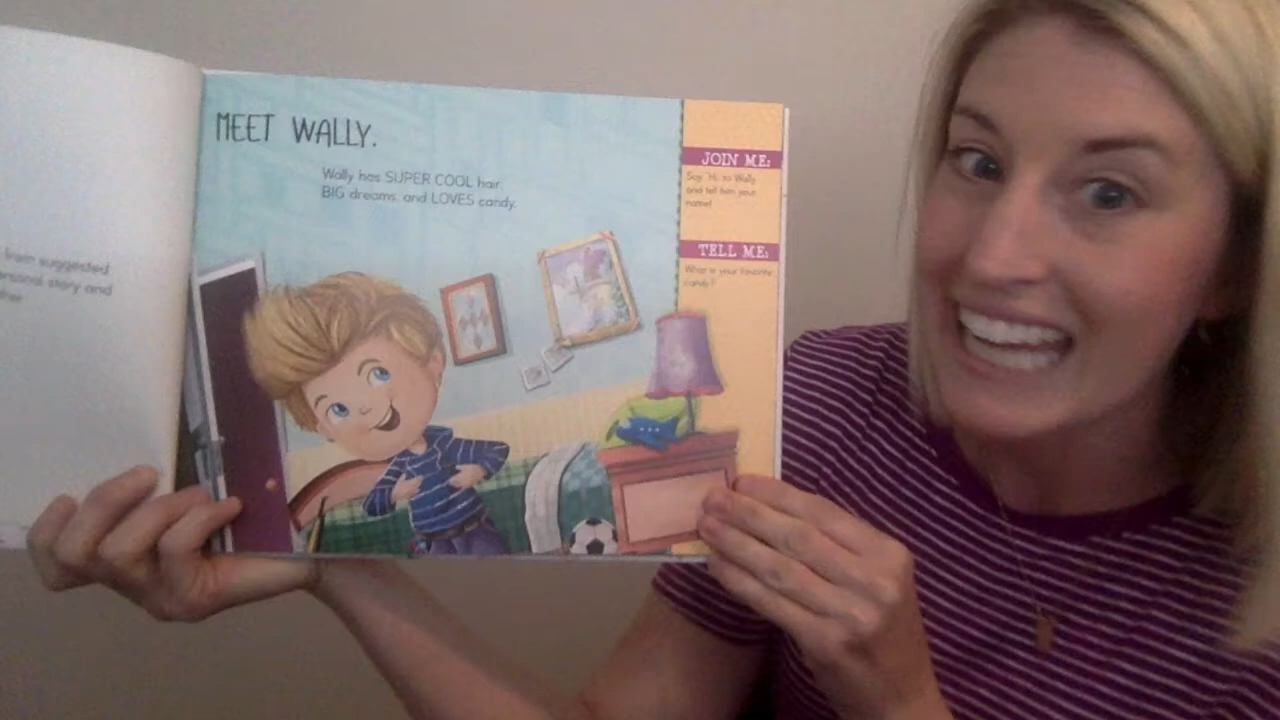 from suggested
personal story and
MEET WALLY.
Wally has SUPER COOL hair,
BIG dreams, and LOVES candy.
JOIN ME:
Say "Hi" to Wally
and tell him your
name!
TELL ME:
What is your favorite
candy?